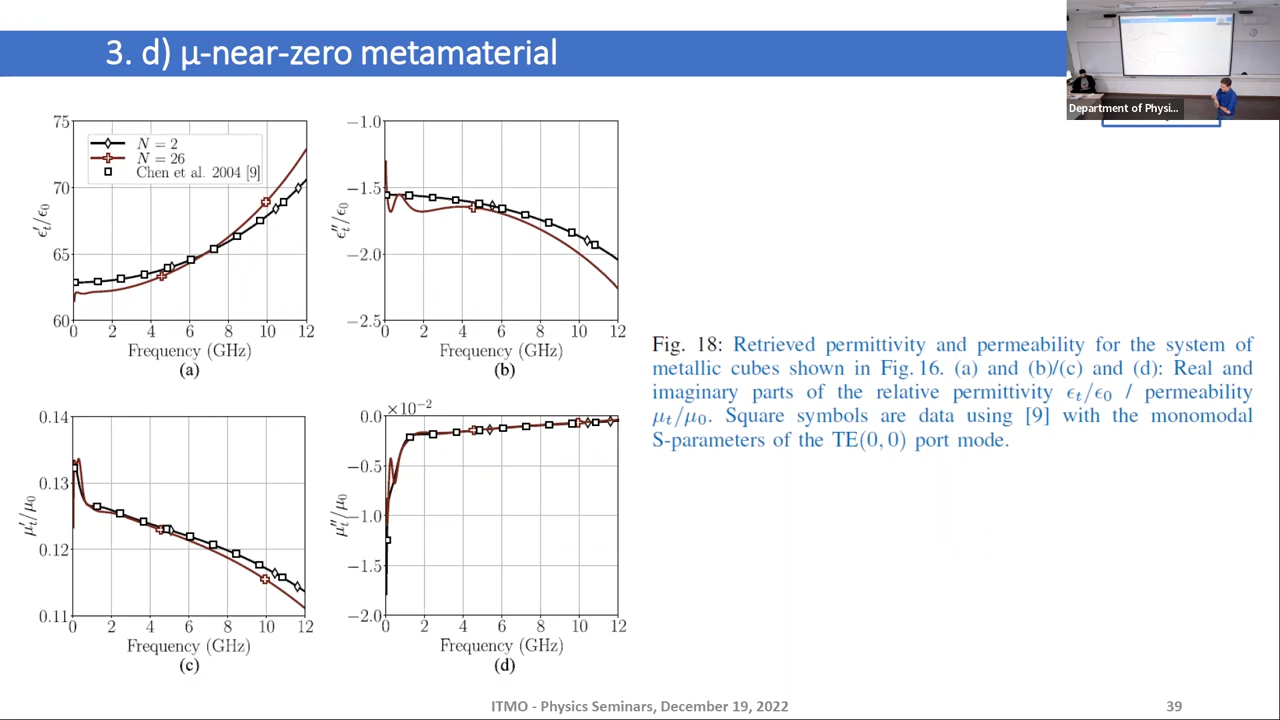 3. d) μ-near-zero metamaterial
Department of Physi...
75
70
65
60
0 2 4 6 8 10 12
ϵ′t/ϵ0
N = 2
N = 26
Chen et al. 2004 [9]
Frequency (GHz)
(a)
−1.0
−1.5
−2.0
−2.5
0 2 4 6 8 10 12
ϵ″t/ϵ0
Frequency (GHz)
(b)
0.14
0.13
0.12
0.11
0 2 4 6 8 10 12
μ′t/μ0
Frequency (GHz)
(c)
×10−2
0.0
−0.5
−1.0
−1.5
−2.0
0 2 4 6 8 10 12
μ″t/μ0
Frequency (GHz)
(d)
Fig. 18: Retrieved permittivity and permeability for the system of
metallic cubes shown in Fig. 16. (a) and (b)/(c) and (d): Real and
imaginary parts of the relative permittivity ϵt/ϵ0 / permeability
μt/μ0. Square symbols are data using [9] with the monomodal
S-parameters of the TE(0, 0) port mode.
ITMO - Physics Seminars, December 19, 2022
39